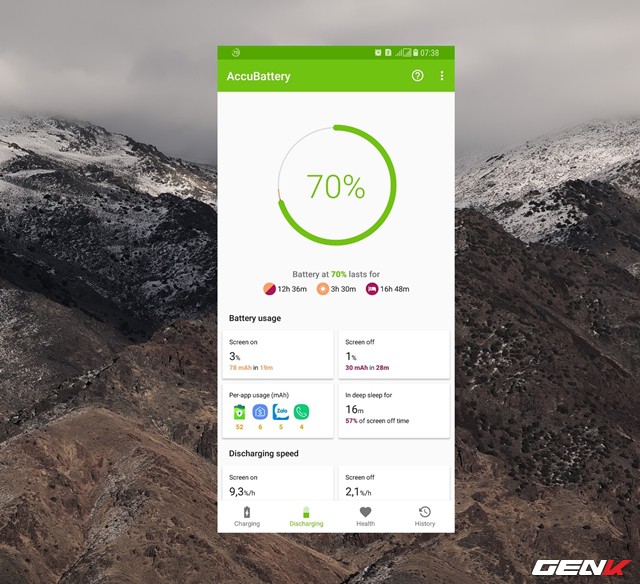 07:38
AccuBattery
70%
Battery at 70% lasts for
12h 36m 3h 30m 16h 48m
Battery usage
Screen on
3%
78 mAh in 19m
Screen off
1%
30 mAh in 28m
Per-app usage (mAh)
Zalo
52 6 5 4
In deep sleep for
16m
57% of screen off time
Discharging speed
Screen on
9,3%/h
Screen off
2,1%/h
Charging Discharging Health History
GENK